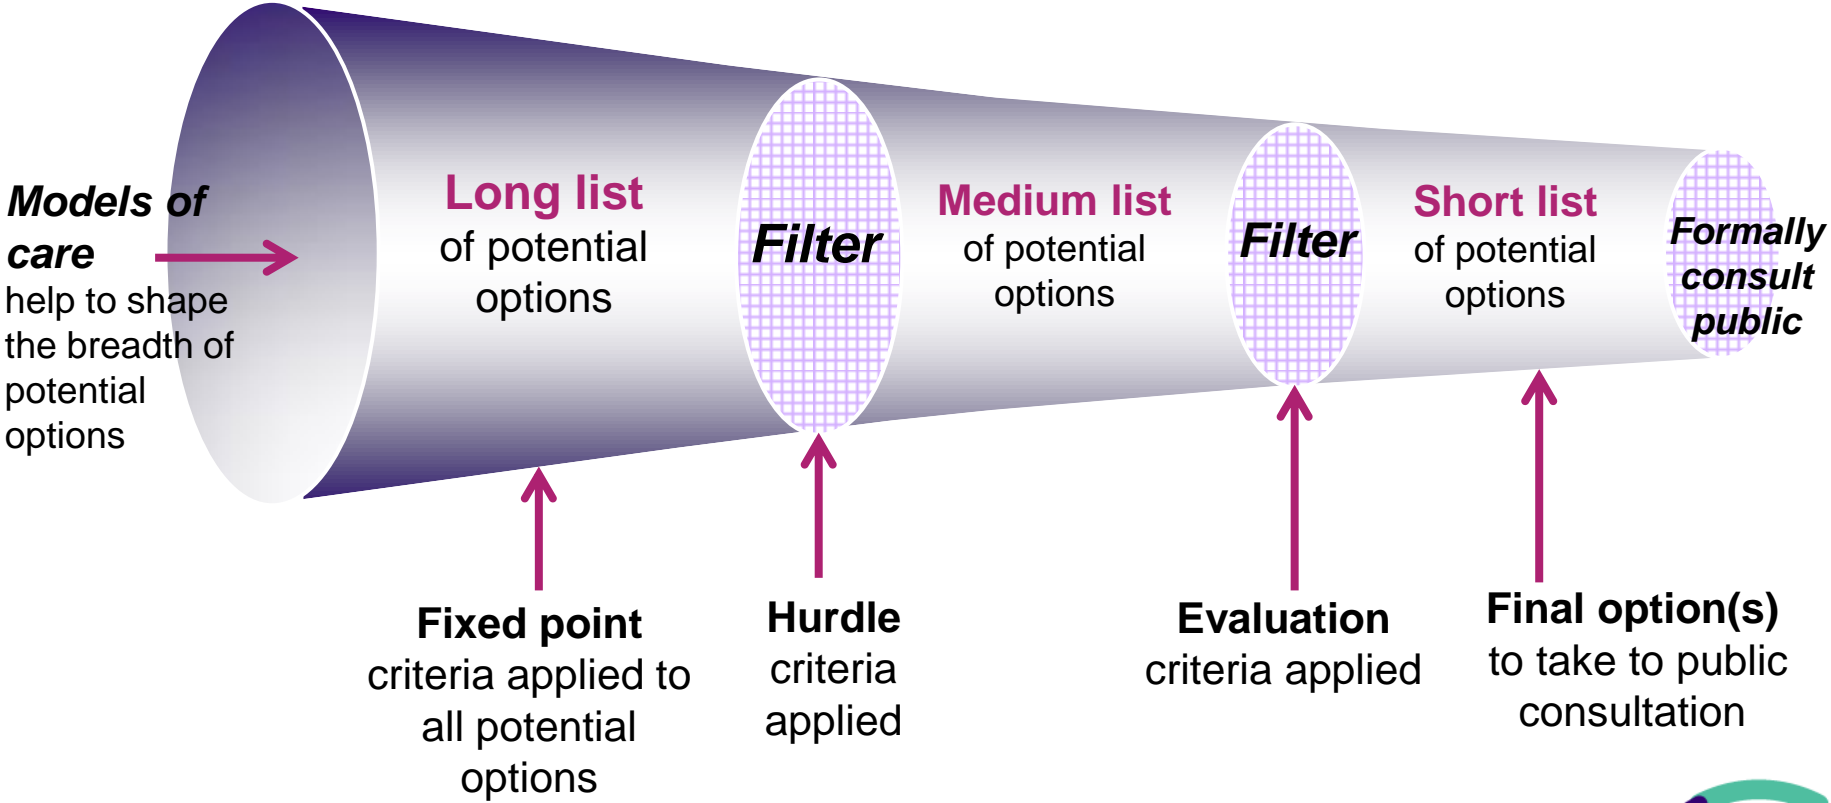 Models of
care
help to shape
the breadth of
potential
options
Long list
of potential
options
Filter
Medium list
of potential
options
Filter
Short list
of potential
options
Formally
consult
public
Fixed point
criteria applied to
all potential
options
Hurdle
criteria
applied
Evaluation
criteria applied
Final option(s)
to take to public
consultation